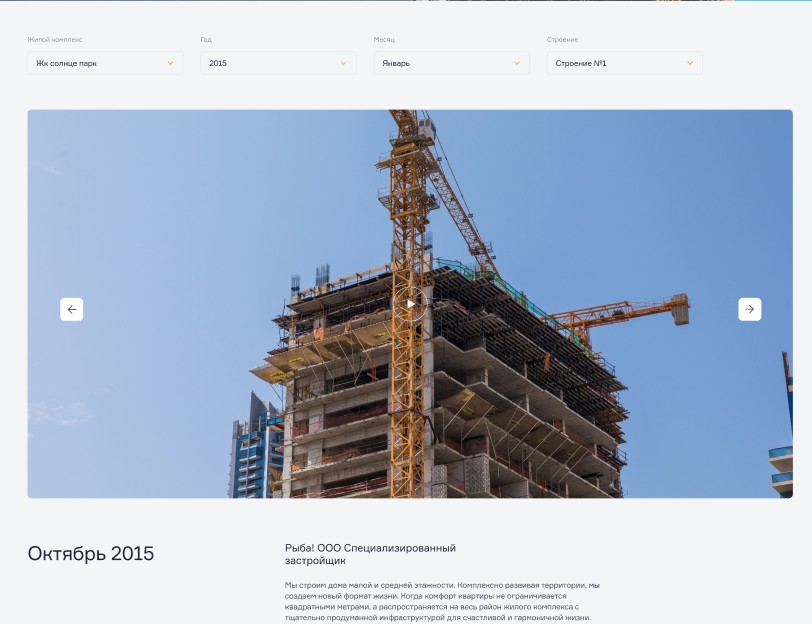 Жилой комплекс
Год
Месяц
Строение
Жк солнце парк
2015
Январь
Строение №1
Октябрь 2015
Рыба! ООО Специализированный
застройщик
Мы строим дома малой и средней этажности. Комплексно развивая территории, мы
создаем новый формат жизни. Когда комфорт квартиры не ограничивается
квадратными метрами, а распространяется на весь район жилого комплекса с
тщательно продуманной инфраструктурой для счастливой и гармоничной жизни.